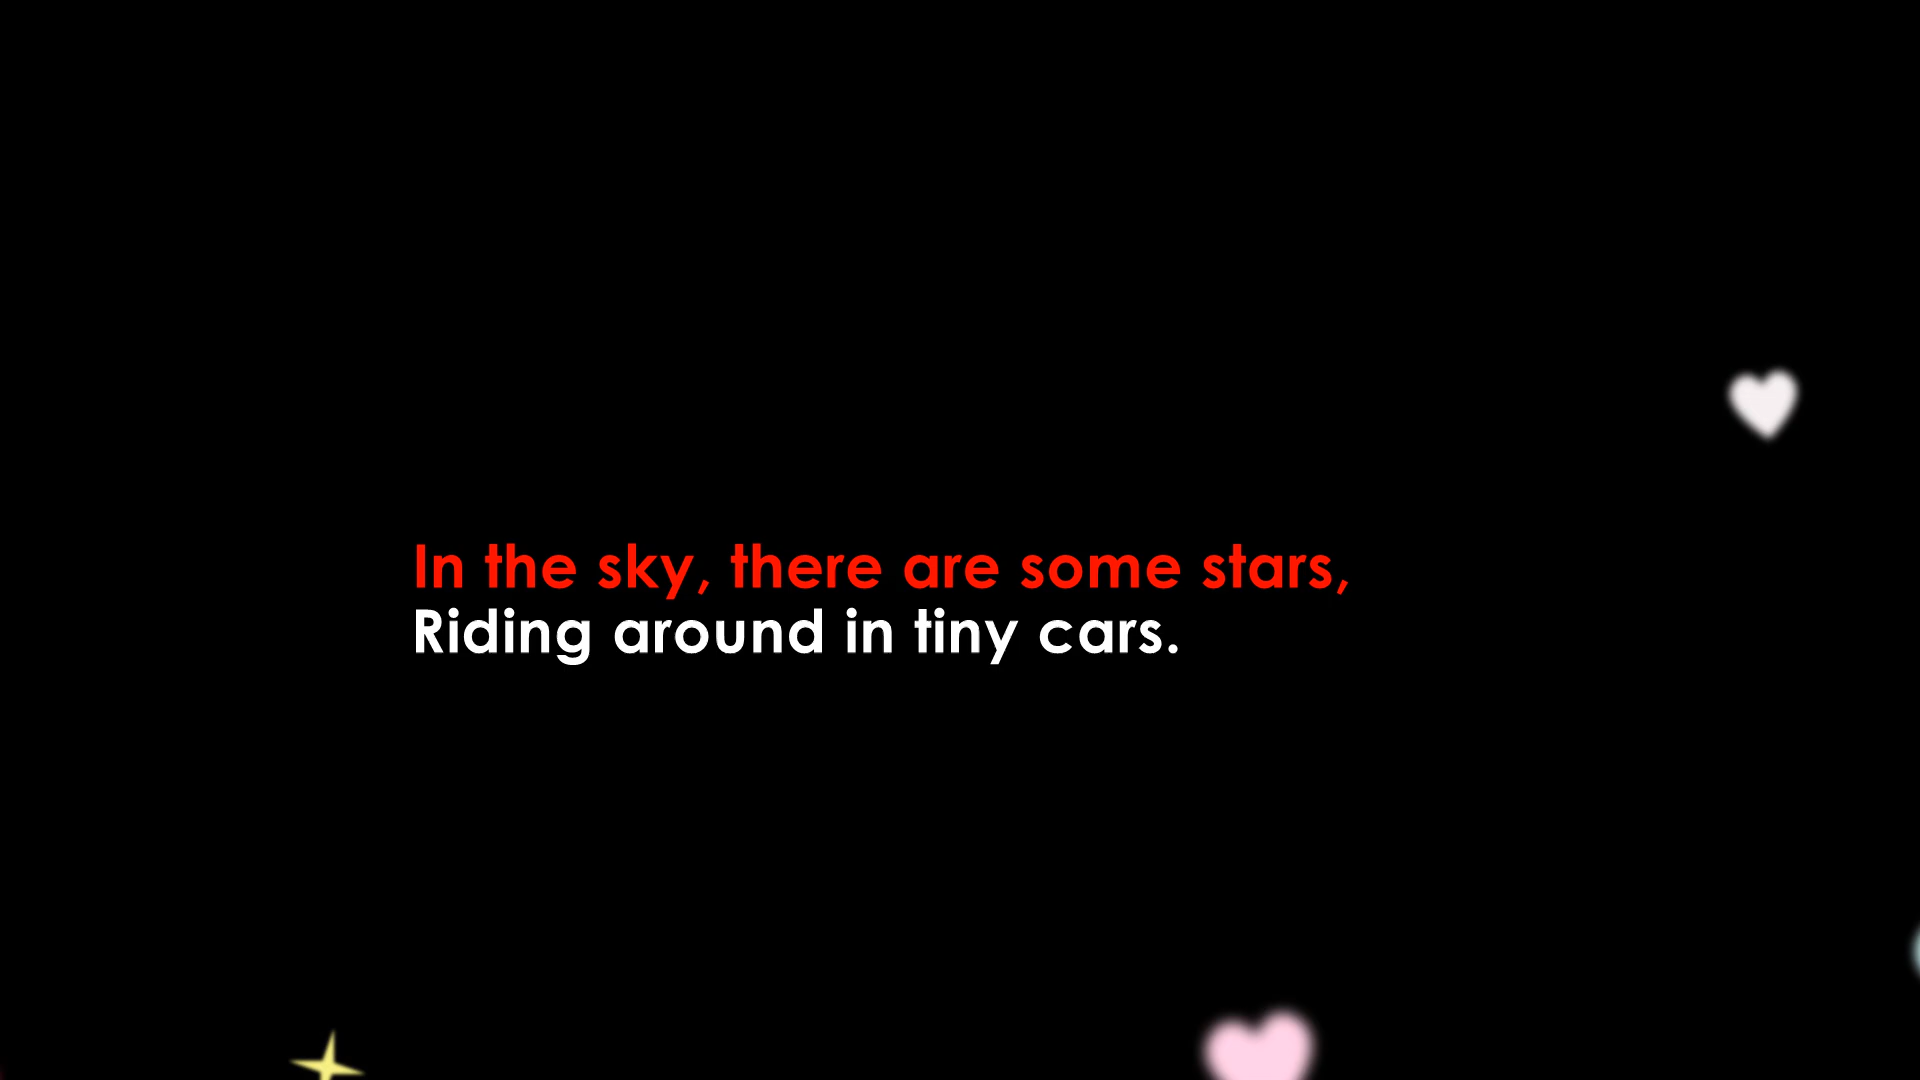 In the sky, there are some stars,
Riding around in tiny cars.